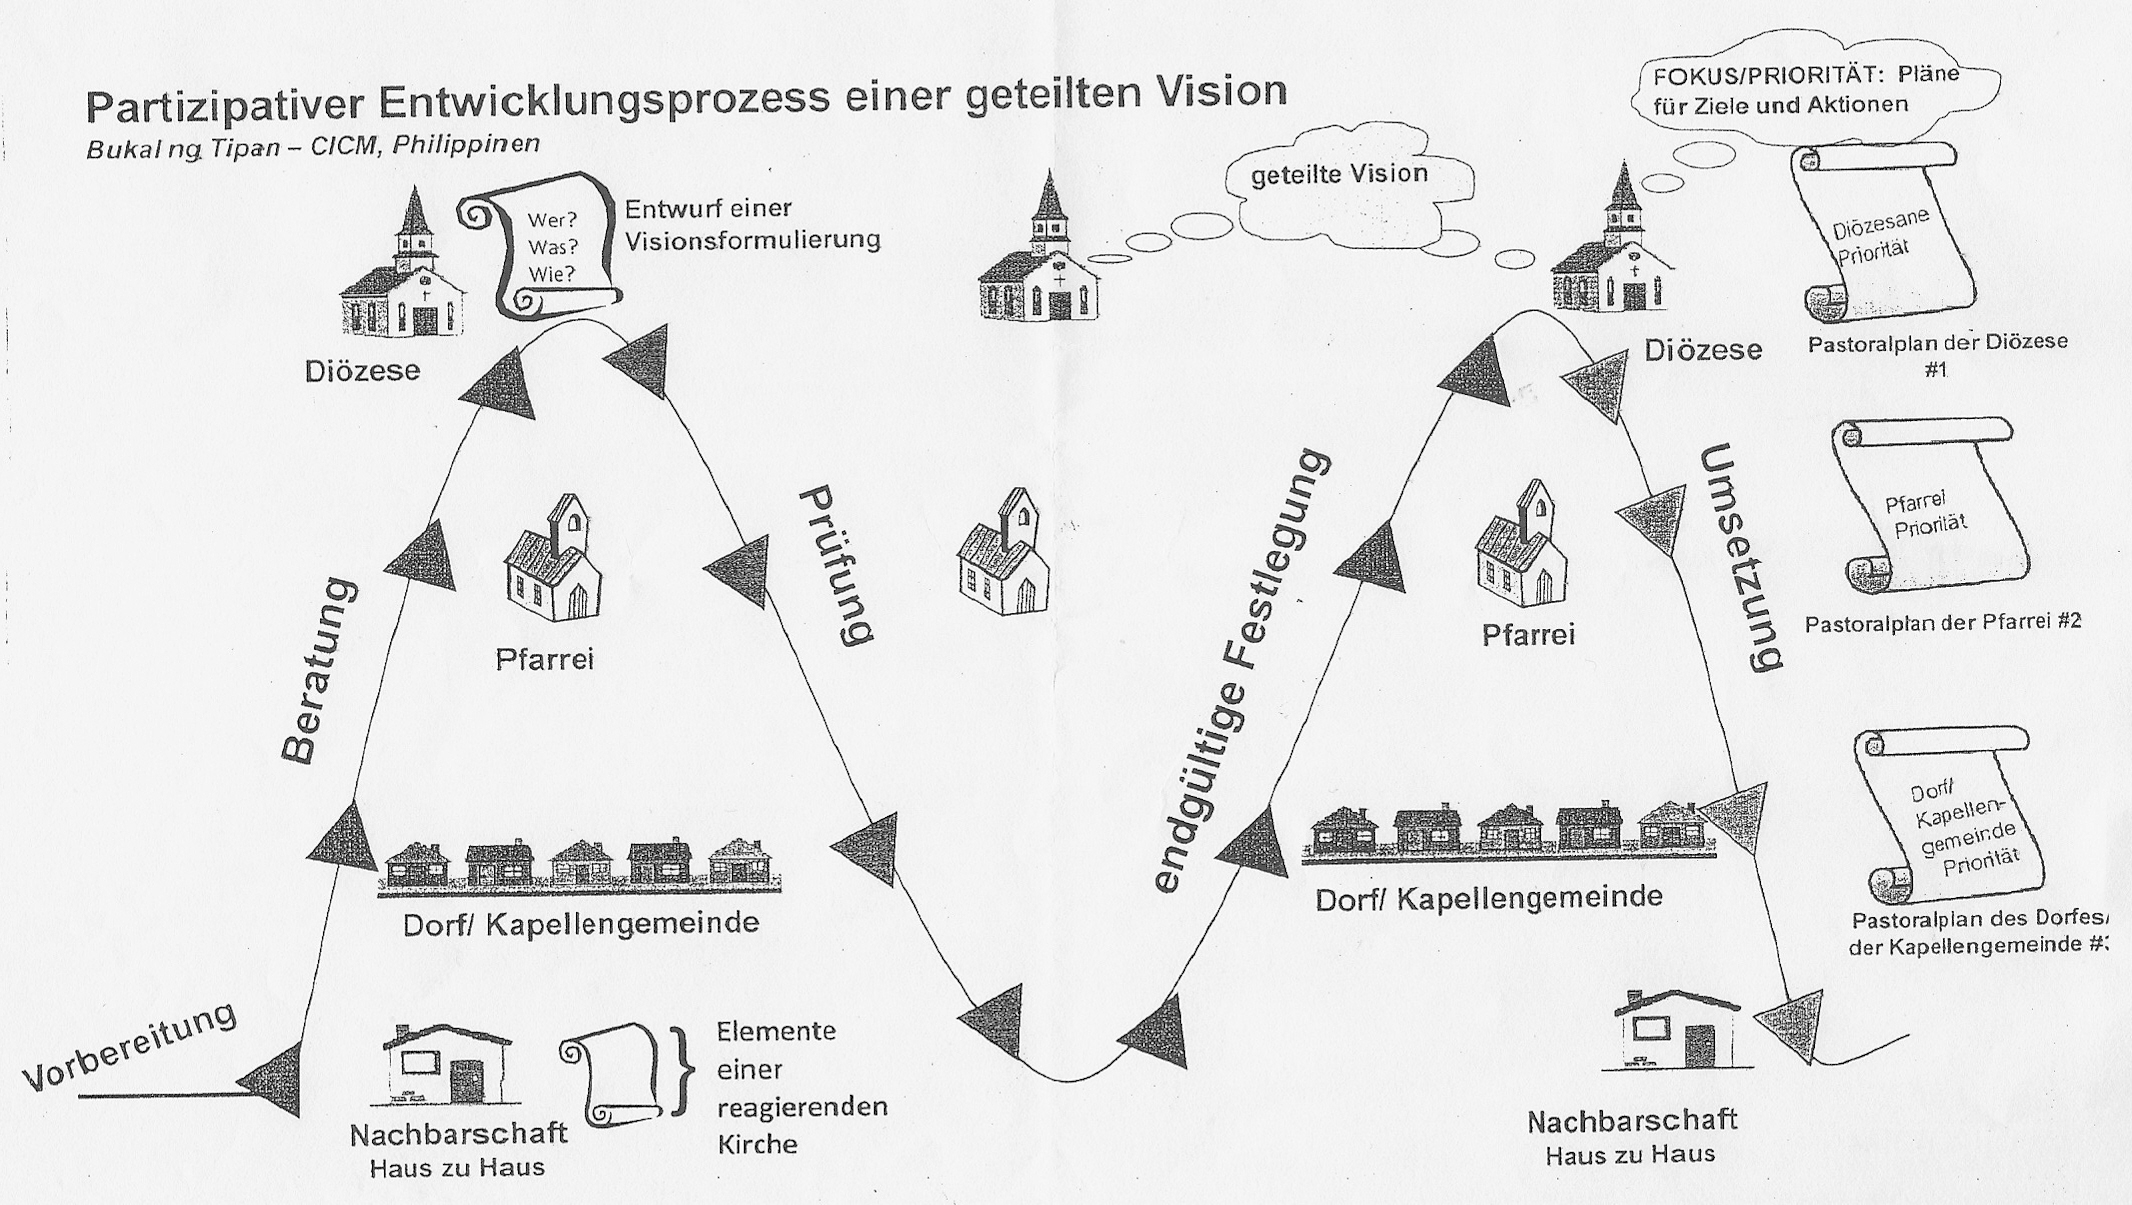 Partizipativer Entwicklungsprozess einer geteilten Vision
Bukal ng Tipan – CICM, Philippinen
FOKUS/PRIORITÄT: Pläne
für Ziele und Aktionen
geteilte Vision
Wer?
Was?
Wie?
Entwurf einer
Visionsformulierung
Diözese
Diözese
Diözesane
Priorität
Pastoralplan der Diözese
#1
Beratung
Prüfung
endgültige Festlegung
Umsetzung
Pfarrei
Pfarrei
Pfarrei
Priorität
Pastoralplan der Pfarrei #2
Dorf/ Kapellengemeinde
Dorf/ Kapellengemeinde
Dorf/
Kapellen-
gemeinde
Priorität
Pastoralplan des Dorfes/
der Kapellengemeinde #
Vorbereitung
Nachbarschaft
Haus zu Haus
Elemente
einer
reagierenden
Kirche
Nachbarschaft
Haus zu Haus